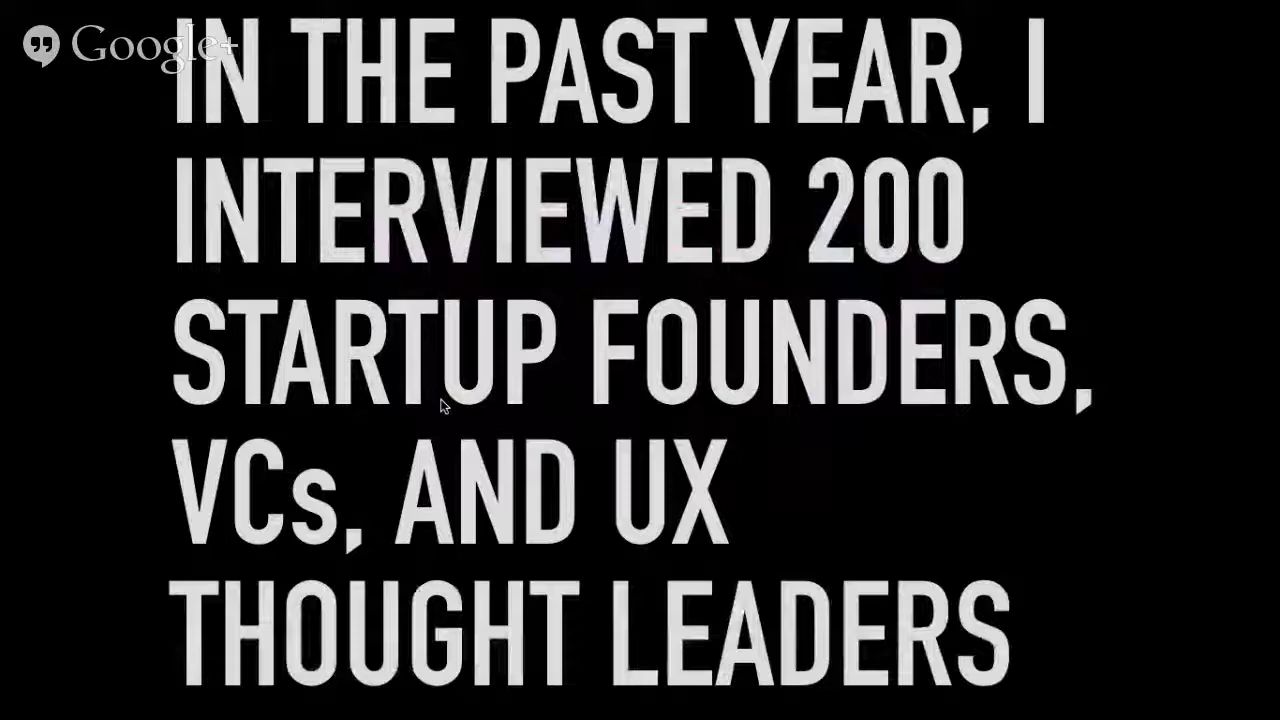 Google+
IN THE PAST YEAR, I
INTERVIEWED 200
STARTUP FOUNDERS,
VCs, AND UX
THOUGHT LEADERS